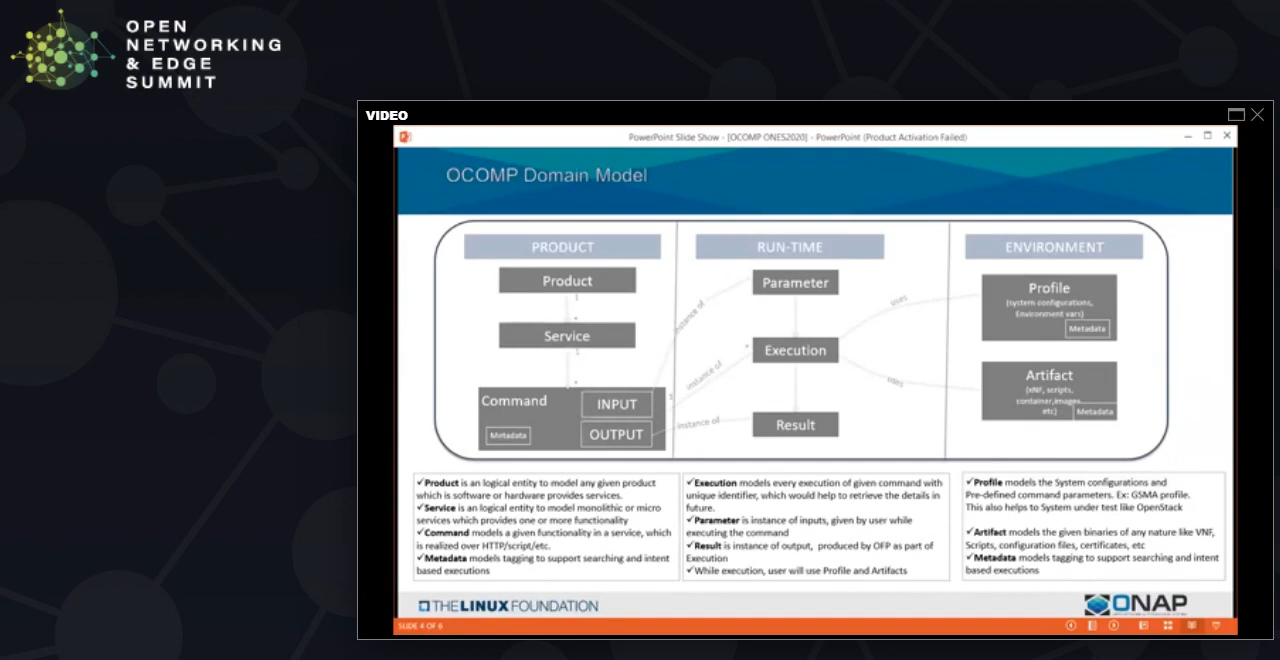 OPEN
NETWORKING
& EDGE
SUMMIT
VIDEO
PowerPoint Slide Show - [OCOMP ONES2020] - PowerPoint (Product Activation Failed)
OCOMP Domain Model
PRODUCT
RUN-TIME
ENVIRONMENT
Product
1
*
Service
1
*
Command
INPUT
Metadata
OUTPUT
instance of
instance of
instance of
1
*
Parameter
Execution
Result
uses
uses
Profile
(system configurations,
Environment vars)
Metadata
Artifact
(xNF, scripts,
container,images
etc)
Metadata
✓Product is an logical entity to model any given product
which is software or hardware provides services.
✓Service is an logical entity to model monolithic or micro
services which provides one or more functionality
✓Command models a given functionality in a service, which
is realized over HTTP/script/etc.
✓Metadata models tagging to support searching and intent
based executions
✓Execution models every execution of given command with
unique identifier, which would help to retrieve the details in
future.
✓Parameter is instance of inputs, given by user while
executing the command
✓Result is instance of output, produced by OFP as part of
Execution
✓While execution, user will use Profile and Artifacts
✓Profile models the System configurations and
Pre-defined command parameters. Ex: GSMA profile.
This also helps to System under test like OpenStack
✓Artifact models the given binaries of any nature like VNF,
Scripts, configuration files, certificates, etc
✓Metadata models tagging to support searching and intent
based executions
THE LINUX FOUNDATION
ONAP
SLIDE 4 OF 6